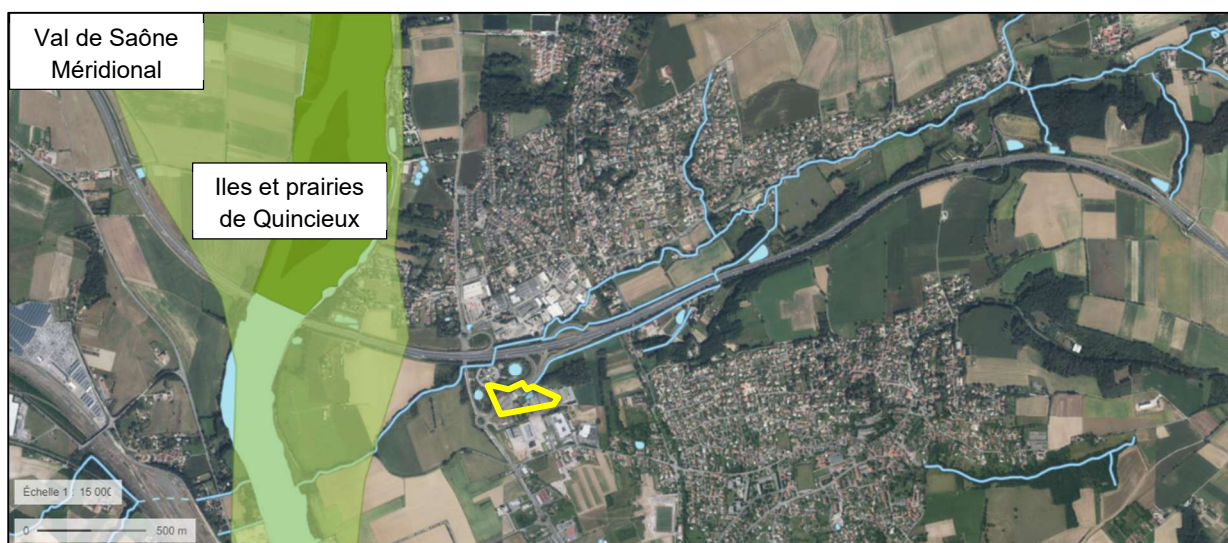 Val de Saône
Méridional
Iles et prairies
de Quincieux
Échelle 1 : 15 000
0
500 m